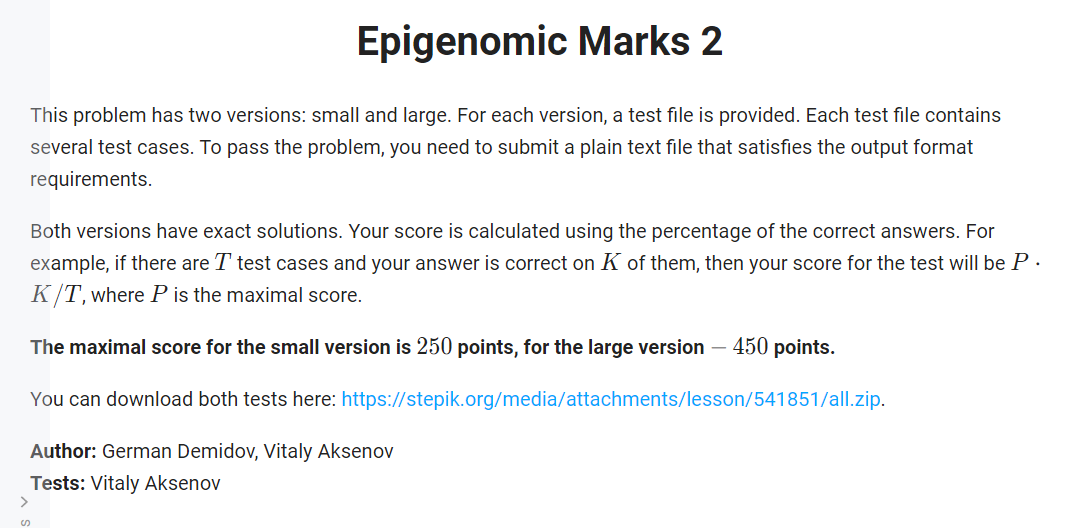 Epigenomic Marks 2
This problem has two versions: small and large. For each version, a test file is provided. Each test file contains
several test cases. To pass the problem, you need to submit a plain text file that satisfies the output format
requirements.
Both versions have exact solutions. Your score is calculated using the percentage of the correct answers. For
example, if there are T test cases and your answer is correct on K of them, then your score for the test will be P ·
K/T, where P is the maximal score.
The maximal score for the small version is 250 points, for the large version – 450 points.
You can download both tests here: https://stepik.org/media/attachments/lesson/541851/all.zip.
Author: German Demidov, Vitaly Aksenov
Tests: Vitaly Aksenov